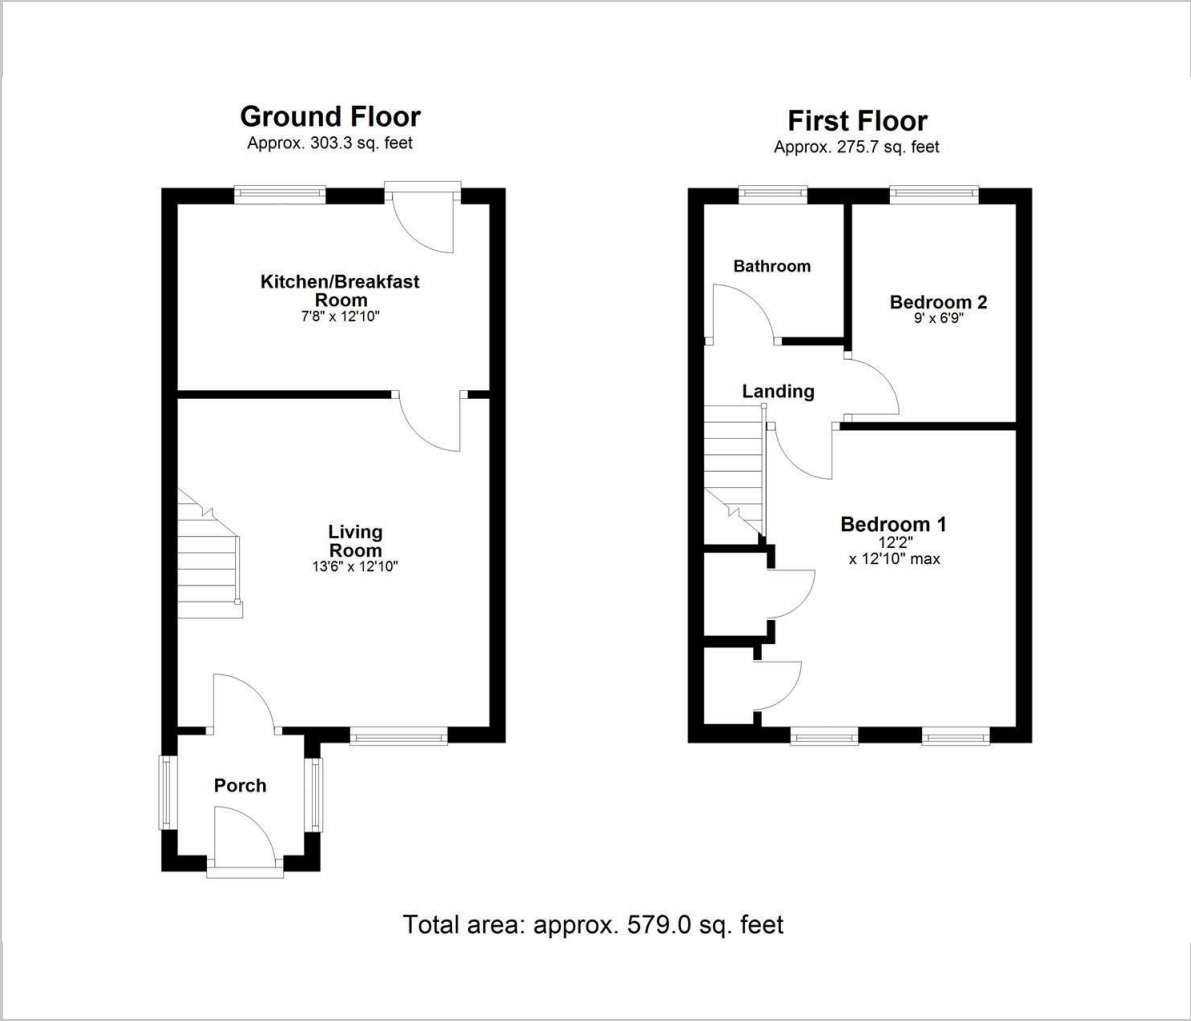 Ground Floor
Approx. 303.3 sq. feet
Kitchen/Breakfast
Room
7'8" x 12'10"
Living
Room
13'6" x 12'10"
Porch
First Floor
Approx. 275.7 sq. feet
Bathroom
Bedroom 2
9' x 6'9"
Landing
Bedroom 1
12'2"
x 12'10" max
Total area: approx. 579.0 sq. feet